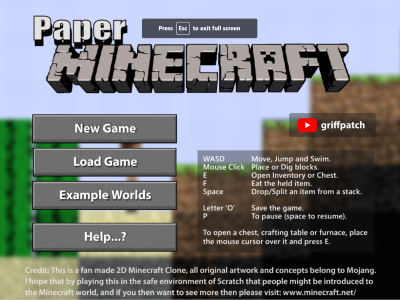 Paper
Press Esc to exit full screen
MINECRAFT
New Game
griffpatch
Load Game
WASD Move, Jump and Swim.
Mouse Click Place or Dig blocks.
E Open Inventory or Chest.
F Eat the held item.
Space Drop/Split an item from a stack.
Example Worlds
Letter 'O' Save the game.
P To pause (space to resume).
Help...?
To open a chest, crafting table or furnace, place
the mouse cursor over it and press E.
Credit: This is a fan made 2D Minecraft Clone, all original artwork and concepts belong to Mojang.
I hope that by playing this in the safe environment of Scratch that people might be introduced to
the Minecraft world, and if you then want to see more then please visit: www.minecraft.net/